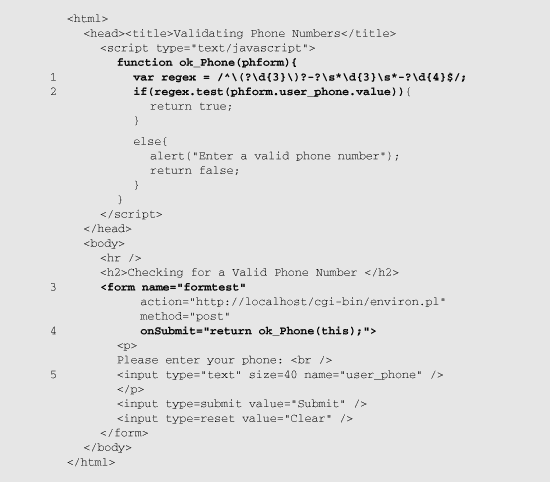 <html>
<head><title>Validating Phone Numbers</title>
<script type="text/javascript">
function ok_Phone(phform){
1 var regex = /^\(?\d{3}\)?-?\s*\d{3}\s*-?\d{4}$/;
2 if(regex.test(phform.user_phone.value)){
return true;
}
else{
alert("Enter a valid phone number");
return false;
}
}
</script>
</head>
<body>
<hr />
<h2>Checking for a Valid Phone Number </h2>
3 <form name="formtest"
action="http://localhost/cgi-bin/environ.pl"
method="post"
4 onSubmit="return ok_Phone(this);">
<p>
Please enter your phone: <br />
5 <input type="text" size=40 name="user_phone" />
</p>
<input type=submit value="Submit" />
<input type=reset value="Clear" />
</form>
</body>
</html>